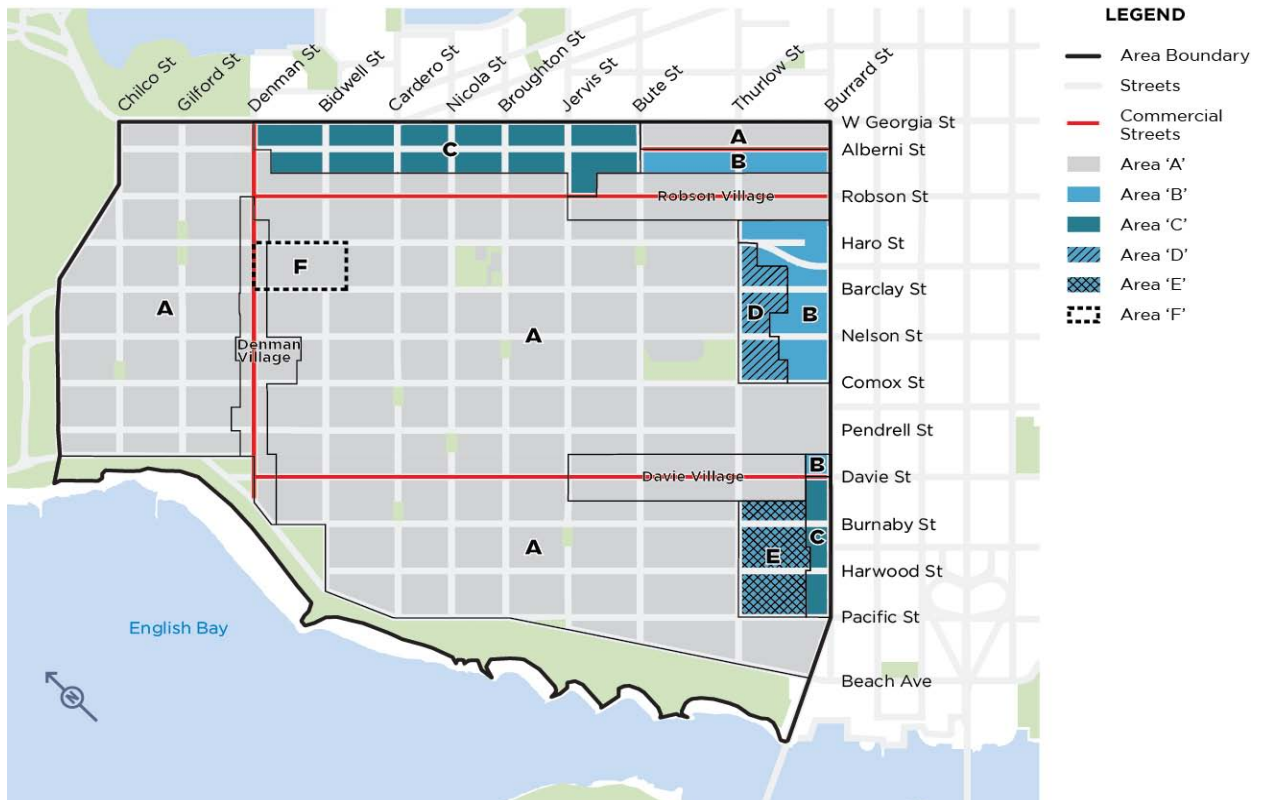 LEGEND
Area Boundary
Streets
Commercial
Streets
Area ‘A’
Area ‘B’
Area ‘C’
Area ‘D’
Area ‘E’
Area ‘F’
Chilco St
Gilford St
Denman St
Bidwell St
Cardero St
Nicola St
Broughton St
Jervis St
Bute St
Thurlow St
Burrard St
W Georgia St
A
C
Alberni St
B
Robson Village
Robson St
Haro St
F
Barclay St
A
D
B
A
Nelson St
Denman
Village
Comox St
Pendrell St
B
Davie Village
Davie St
Burnaby St
C
A
E
Harwood St
Pacific St
English Bay
Beach Ave
N